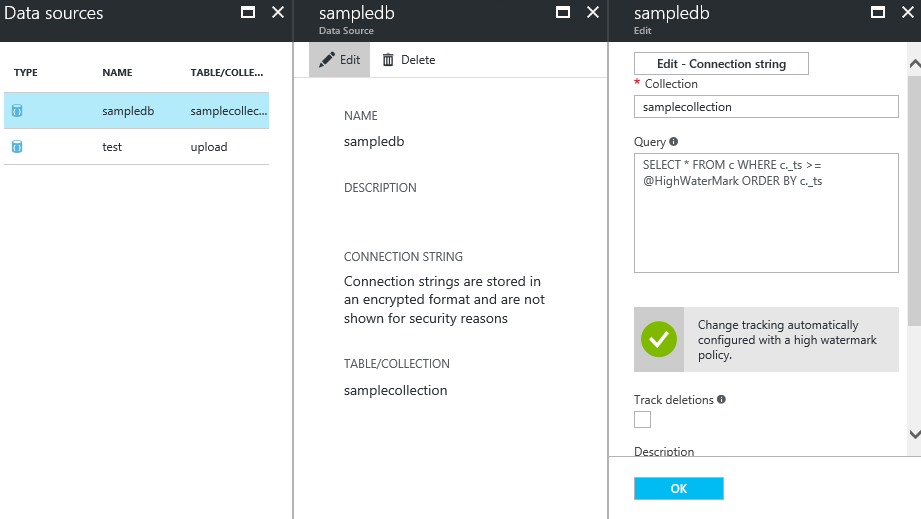 Data sources
TYPE NAME TABLE/COLLE...
sampledb samplecollec...
test upload
sampledb
Data Source
Edit Delete
NAME
sampledb
DESCRIPTION
CONNECTION STRING
Connection strings are stored in
an encrypted format and are not
shown for security reasons
TABLE/COLLECTION
samplecollection
sampledb
Edit
Edit - Connection string
* Collection
samplecollection
Query
SELECT * FROM c WHERE c._ts >=
@HighWaterMark ORDER BY c._ts
Change tracking automatically
configured with a high watermark
policy.
Track deletions
Description
OK